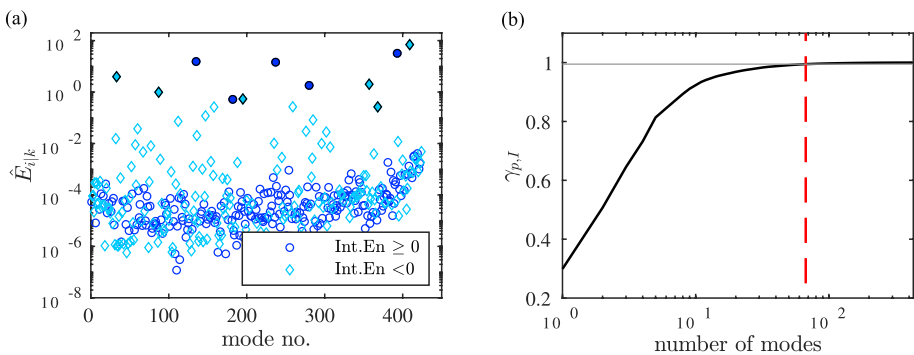 (a)
10 2
10 0
10 -2
10 -4
10 -6
10 -8
Ê i|k
0 100 200 300 400
mode no.
Int.En ≥ 0
Int.En <0
(b)
1
0.8
0.6
0.4
0.2
γp,I
10 0 10 1 10 2
number of modes